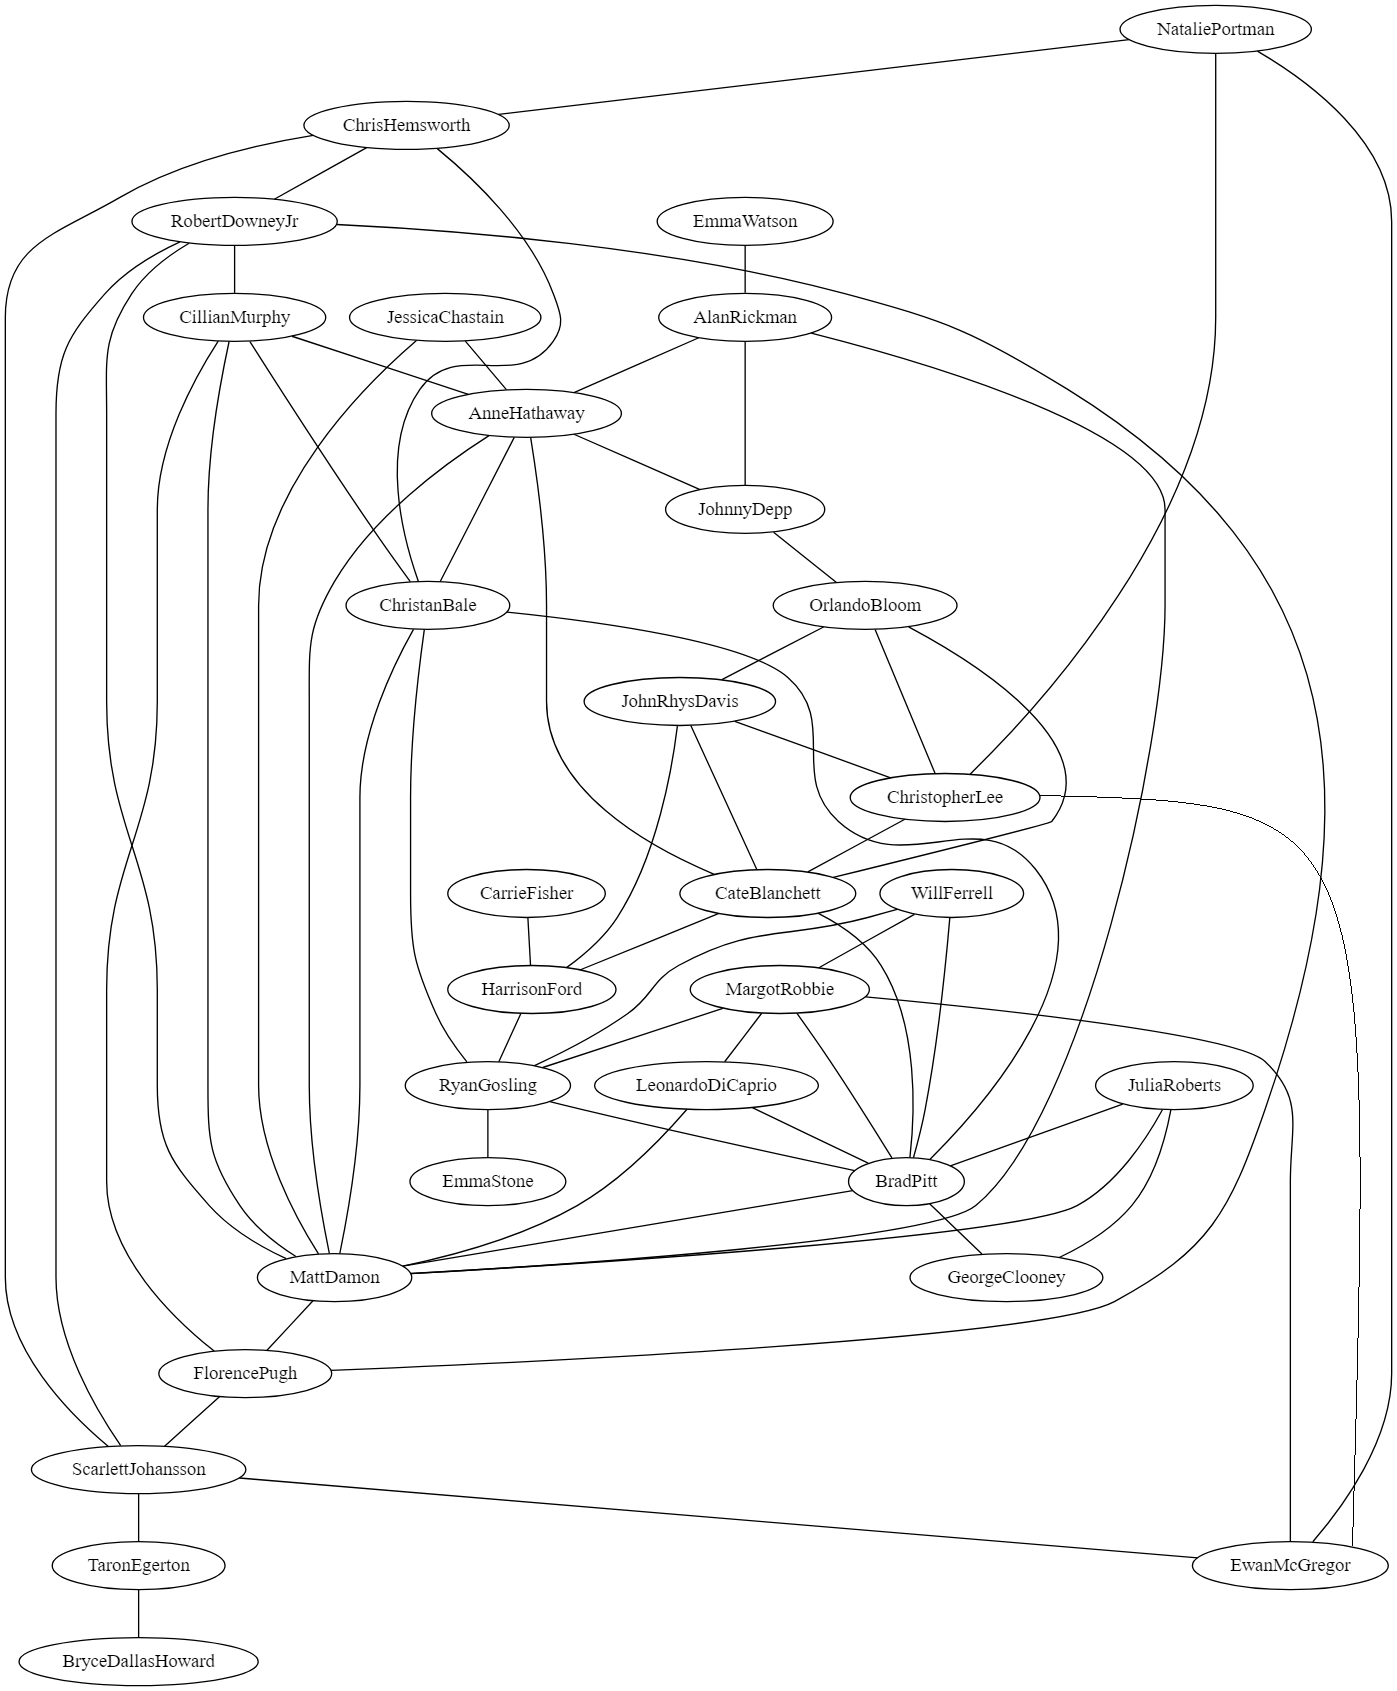 NataliePortman
ChrisHemsworth
RobertDowneyJr
EmmaWatson
CillianMurphy
JessicaChastain
AlanRickman
AnneHathaway
JohnnyDepp
ChristanBale
OrlandoBloom
JohnRhysDavis
ChristopherLee
CarrieFisher
CateBlanchett
WillFerrell
HarrisonFord
MargotRobbie
RyanGosling
LeonardoDiCaprio
JuliaRoberts
EmmaStone
BradPitt
MattDamon
GeorgeClooney
FlorencePugh
ScarlettJohansson
TaronEgerton
EwanMcGregor
BryceDallasHoward